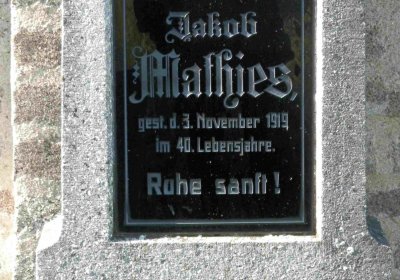 Jakob
Mathies,
gest. d. 3. November 1919
im 40. Lebensjahre.
Ruhe sanft!